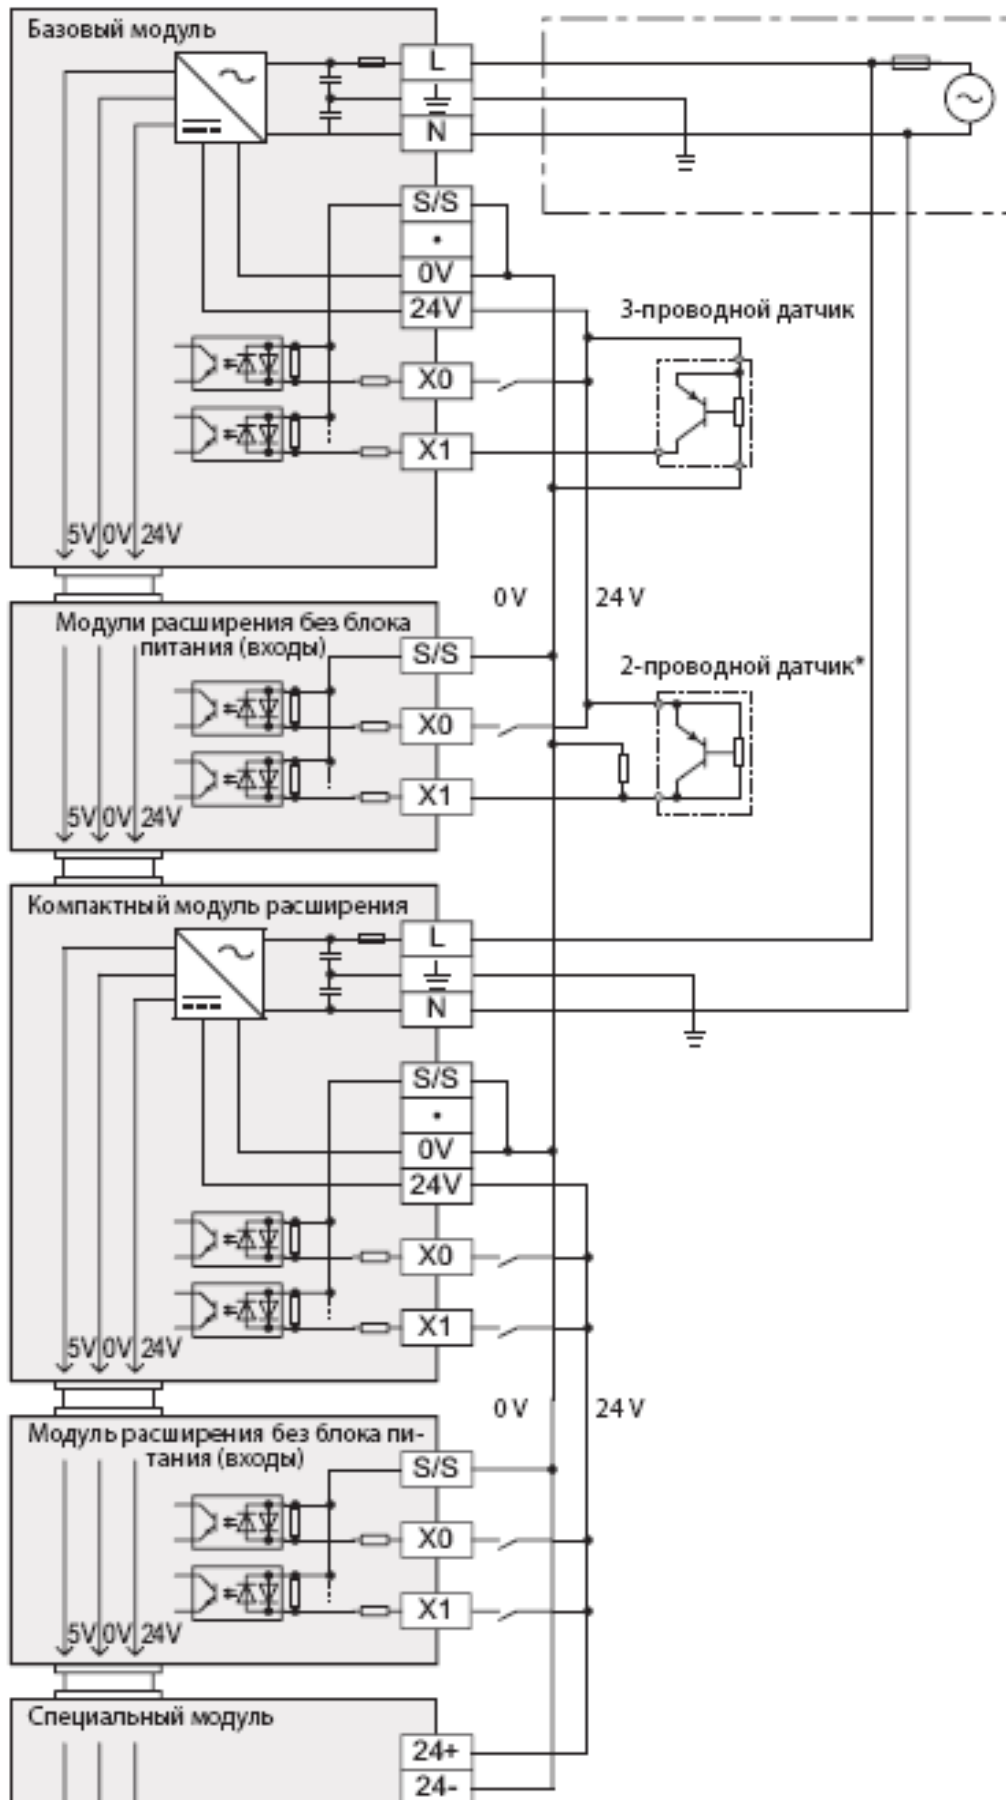 Базовый модуль
L
N
S/S
•
0V
24V
3-проводной датчик
X0
X1
5V 0V 24V
0 V 24 V
Модули расширения без блока
питания (входы)
S/S
2-проводной датчик*
X0
X1
5V 0V 24V
Компактный модуль расширения
L
N
S/S
•
0V
24V
X0
X1
5V 0V 24V
0 V 24 V
Модуль расширения без блока пи-
тания (входы)
S/S
X0
X1
5V 0V 24V
Специальный модуль
24+
24-